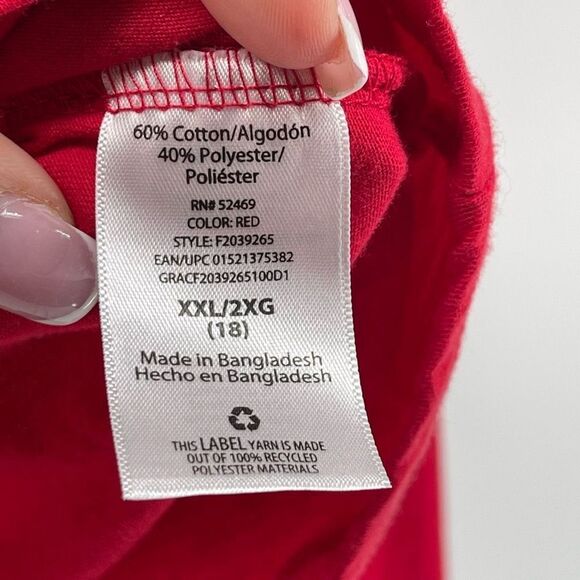 60% Cotton/Algodón
40% Polyester/
Poliéster
RN# 52469
COLOR: RED
STYLE: F2039265
EAN/UPC 01521375382
GRACF2039265100D1
XXL/2XG
(18)
Made in Bangladesh
Hecho en Bangladesh
THIS LABEL YARN IS MADE
OUT OF 100% RECYCLED
POLYESTER MATERIALS